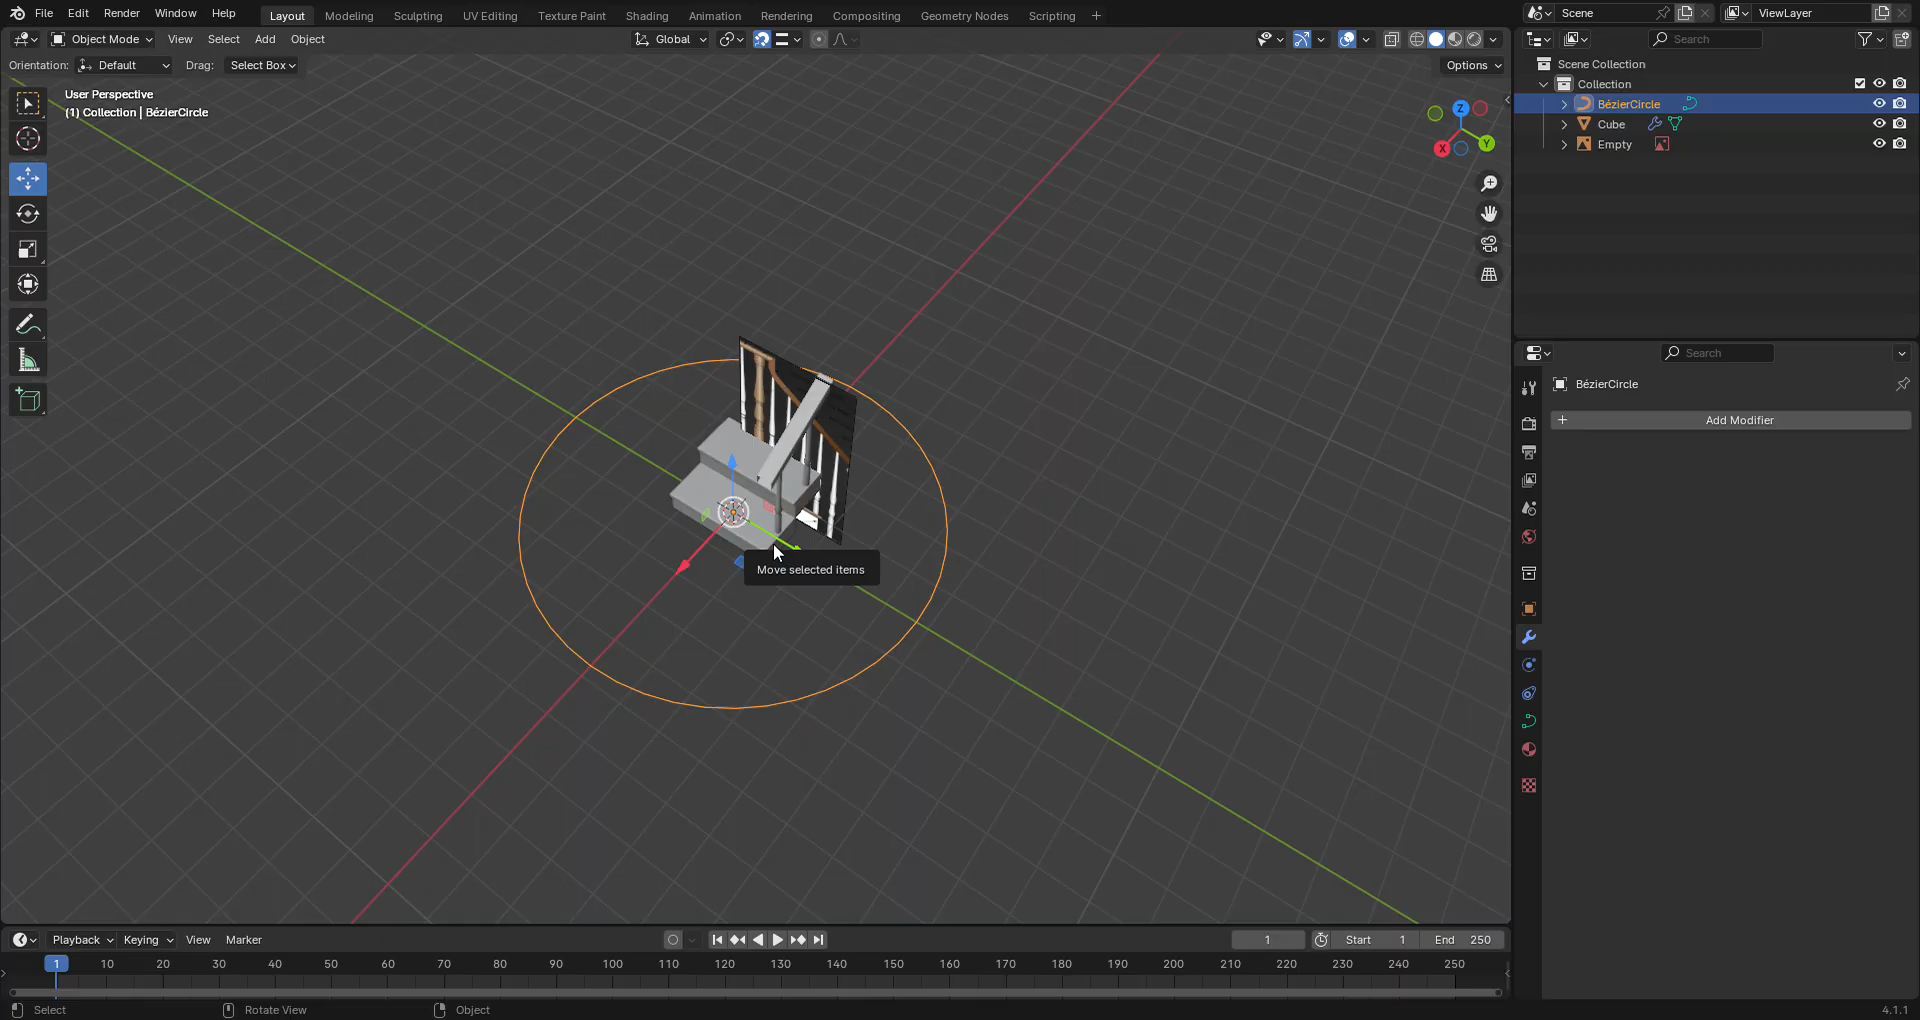 File Edit Render Window Help Layout Modeling Sculpting UV Editing Texture Paint Shading Animation Rendering Compositing Geometry Nodes Scripting + Scene ViewLayer
Object Mode View Select Add Object Global Search
Orientation: Default Drag: Select Box Options
User Perspective
(1) Collection | BézierCircle
Z
Y
X
Move selected items
Scene Collection
Collection
BézierCircle
Cube
Empty
Search
BézierCircle
+ Add Modifier
Playback Keying View Marker 1 Start 1 End 250
1 10 20 30 40 50 60 70 80 90 100 110 120 130 140 150 160 170 180 190 200 210 220 230 240 250
Select Rotate View Object 4.1.1